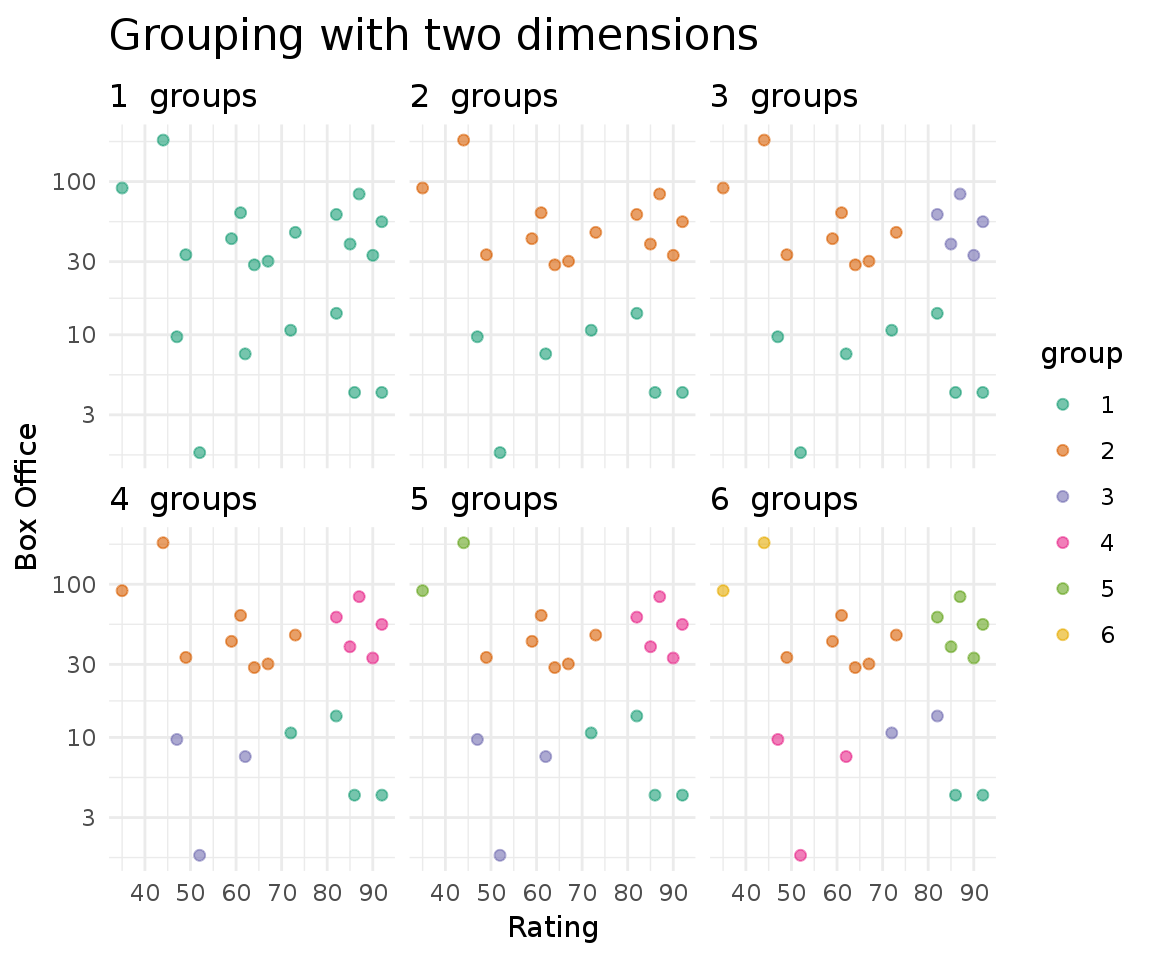 Grouping with two dimensions
1 groups
2 groups
3 groups
100
30
10
3
4 groups
5 groups
6 groups
100
30
10
3
40 50 60 70 80 90
40 50 60 70 80 90
40 50 60 70 80 90
Rating
Box Office
group
1
2
3
4
5
6